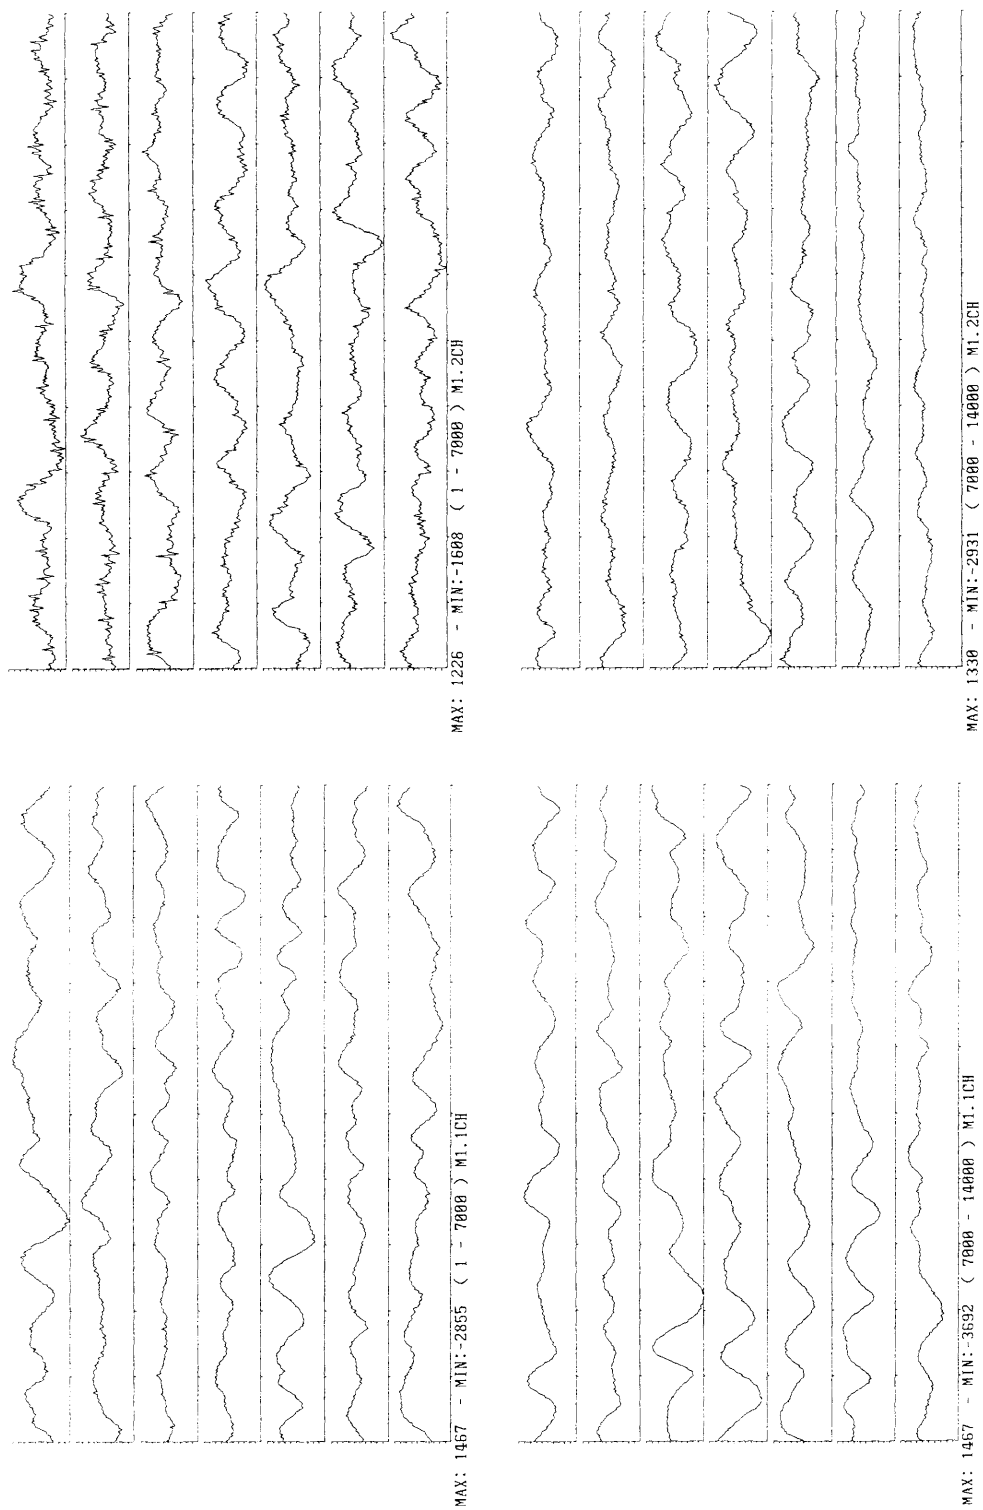 MAX: 1226 - MIN:-1608 ( 1 - 7000 ) M1.2CH
MAX: 1330 - MIN:-2931 ( 7000 - 14000 ) M1.2CH
MAX: 1467 - MIN:-2855 ( 1 - 7000 ) M1.1CH
MAX: 1467 - MIN:-3692 ( 7000 - 14000 ) M1.1CH